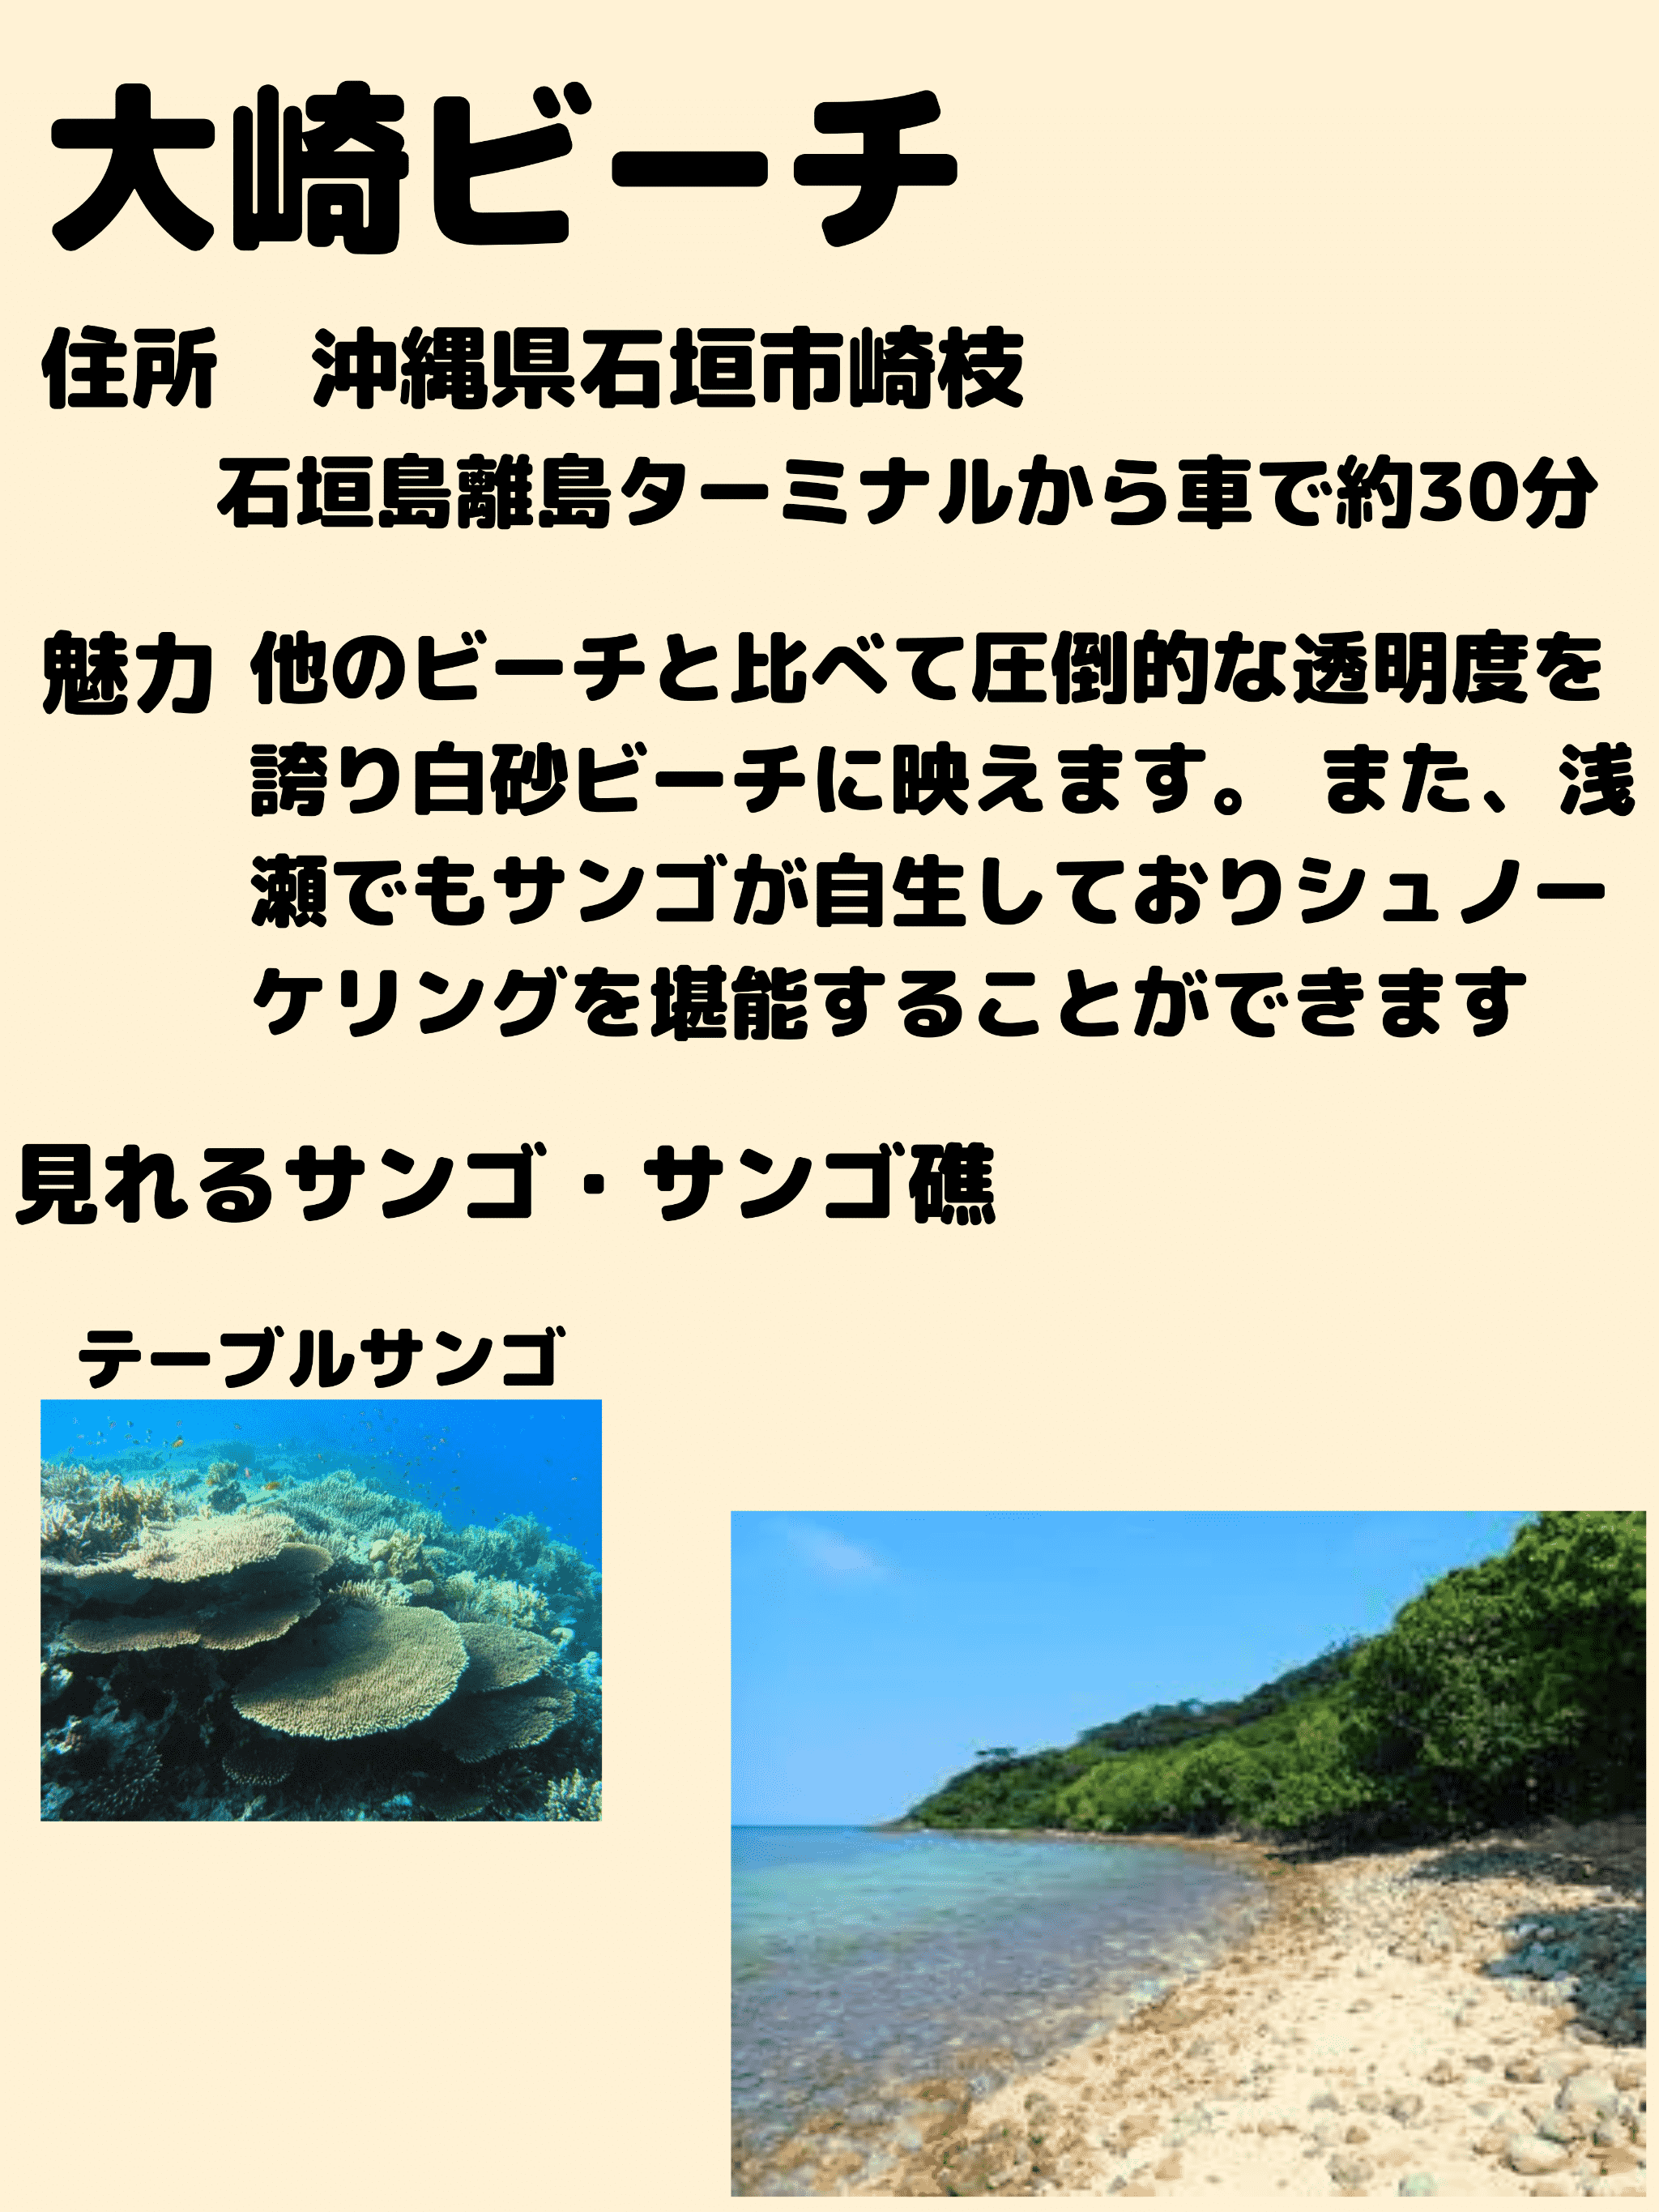 大崎ビーチ
住所　沖縄県石垣市崎枝
石垣島離島ターミナルから車で約30分
魅力 他のビーチと比べて圧倒的な透明度を
誇り白砂ビーチに映えます。 また、浅
瀬でもサンゴが自生しておりシュノー
ケリングを堪能することができます
見れるサンゴ・サンゴ礁
テーブルサンゴ